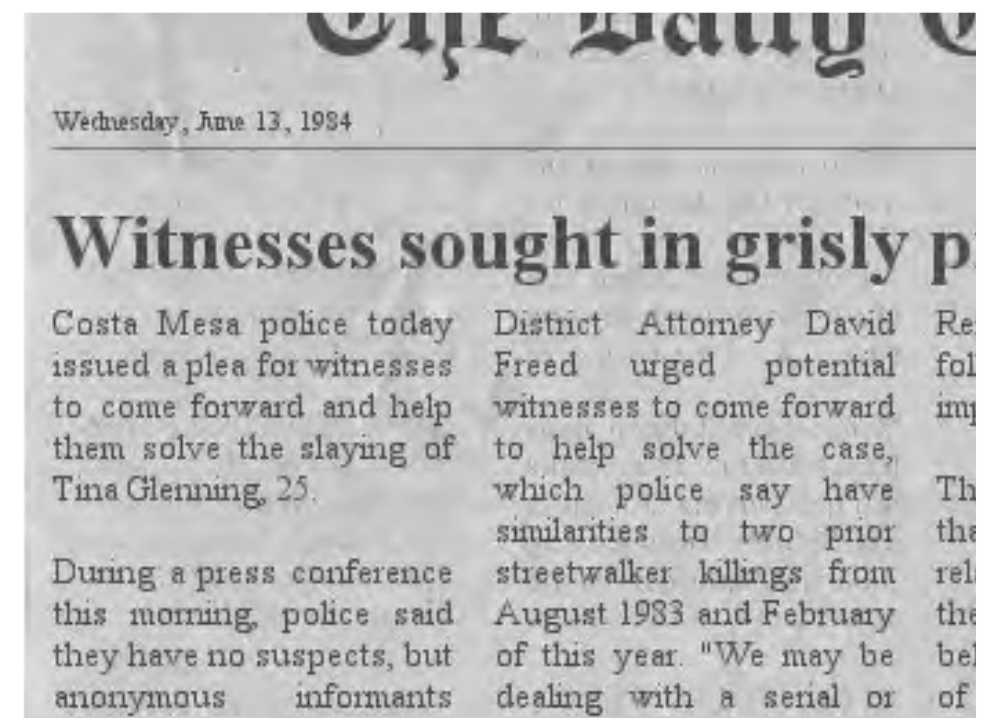 The Daily
Wednesday, June 13, 1984
Witnesses sought in grisly
Costa Mesa police today
issued a plea for witnesses
to come forward and help
them solve the slaying of
Tina Glenning, 25.
During a press conference
this morning, police said
they have no suspects, but
anonymous informants
District Attorney David
Freed urged potential
witnesses to come forward
to help solve the case,
which police say have
similarities to two prior
streetwalker killings from
August 1983 and February
of this year. "We may be
dealing with a serial or
of